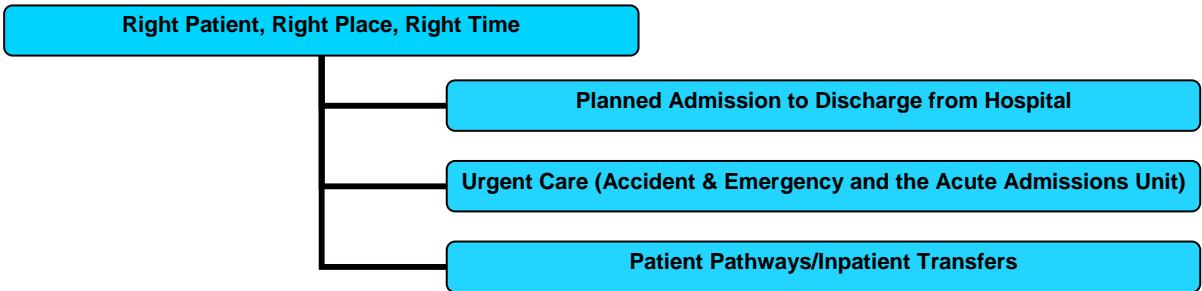 Right Patient, Right Place, Right Time
Planned Admission to Discharge from Hospital
Urgent Care (Accident & Emergency and the Acute Admissions Unit)
Patient Pathways/Inpatient Transfers